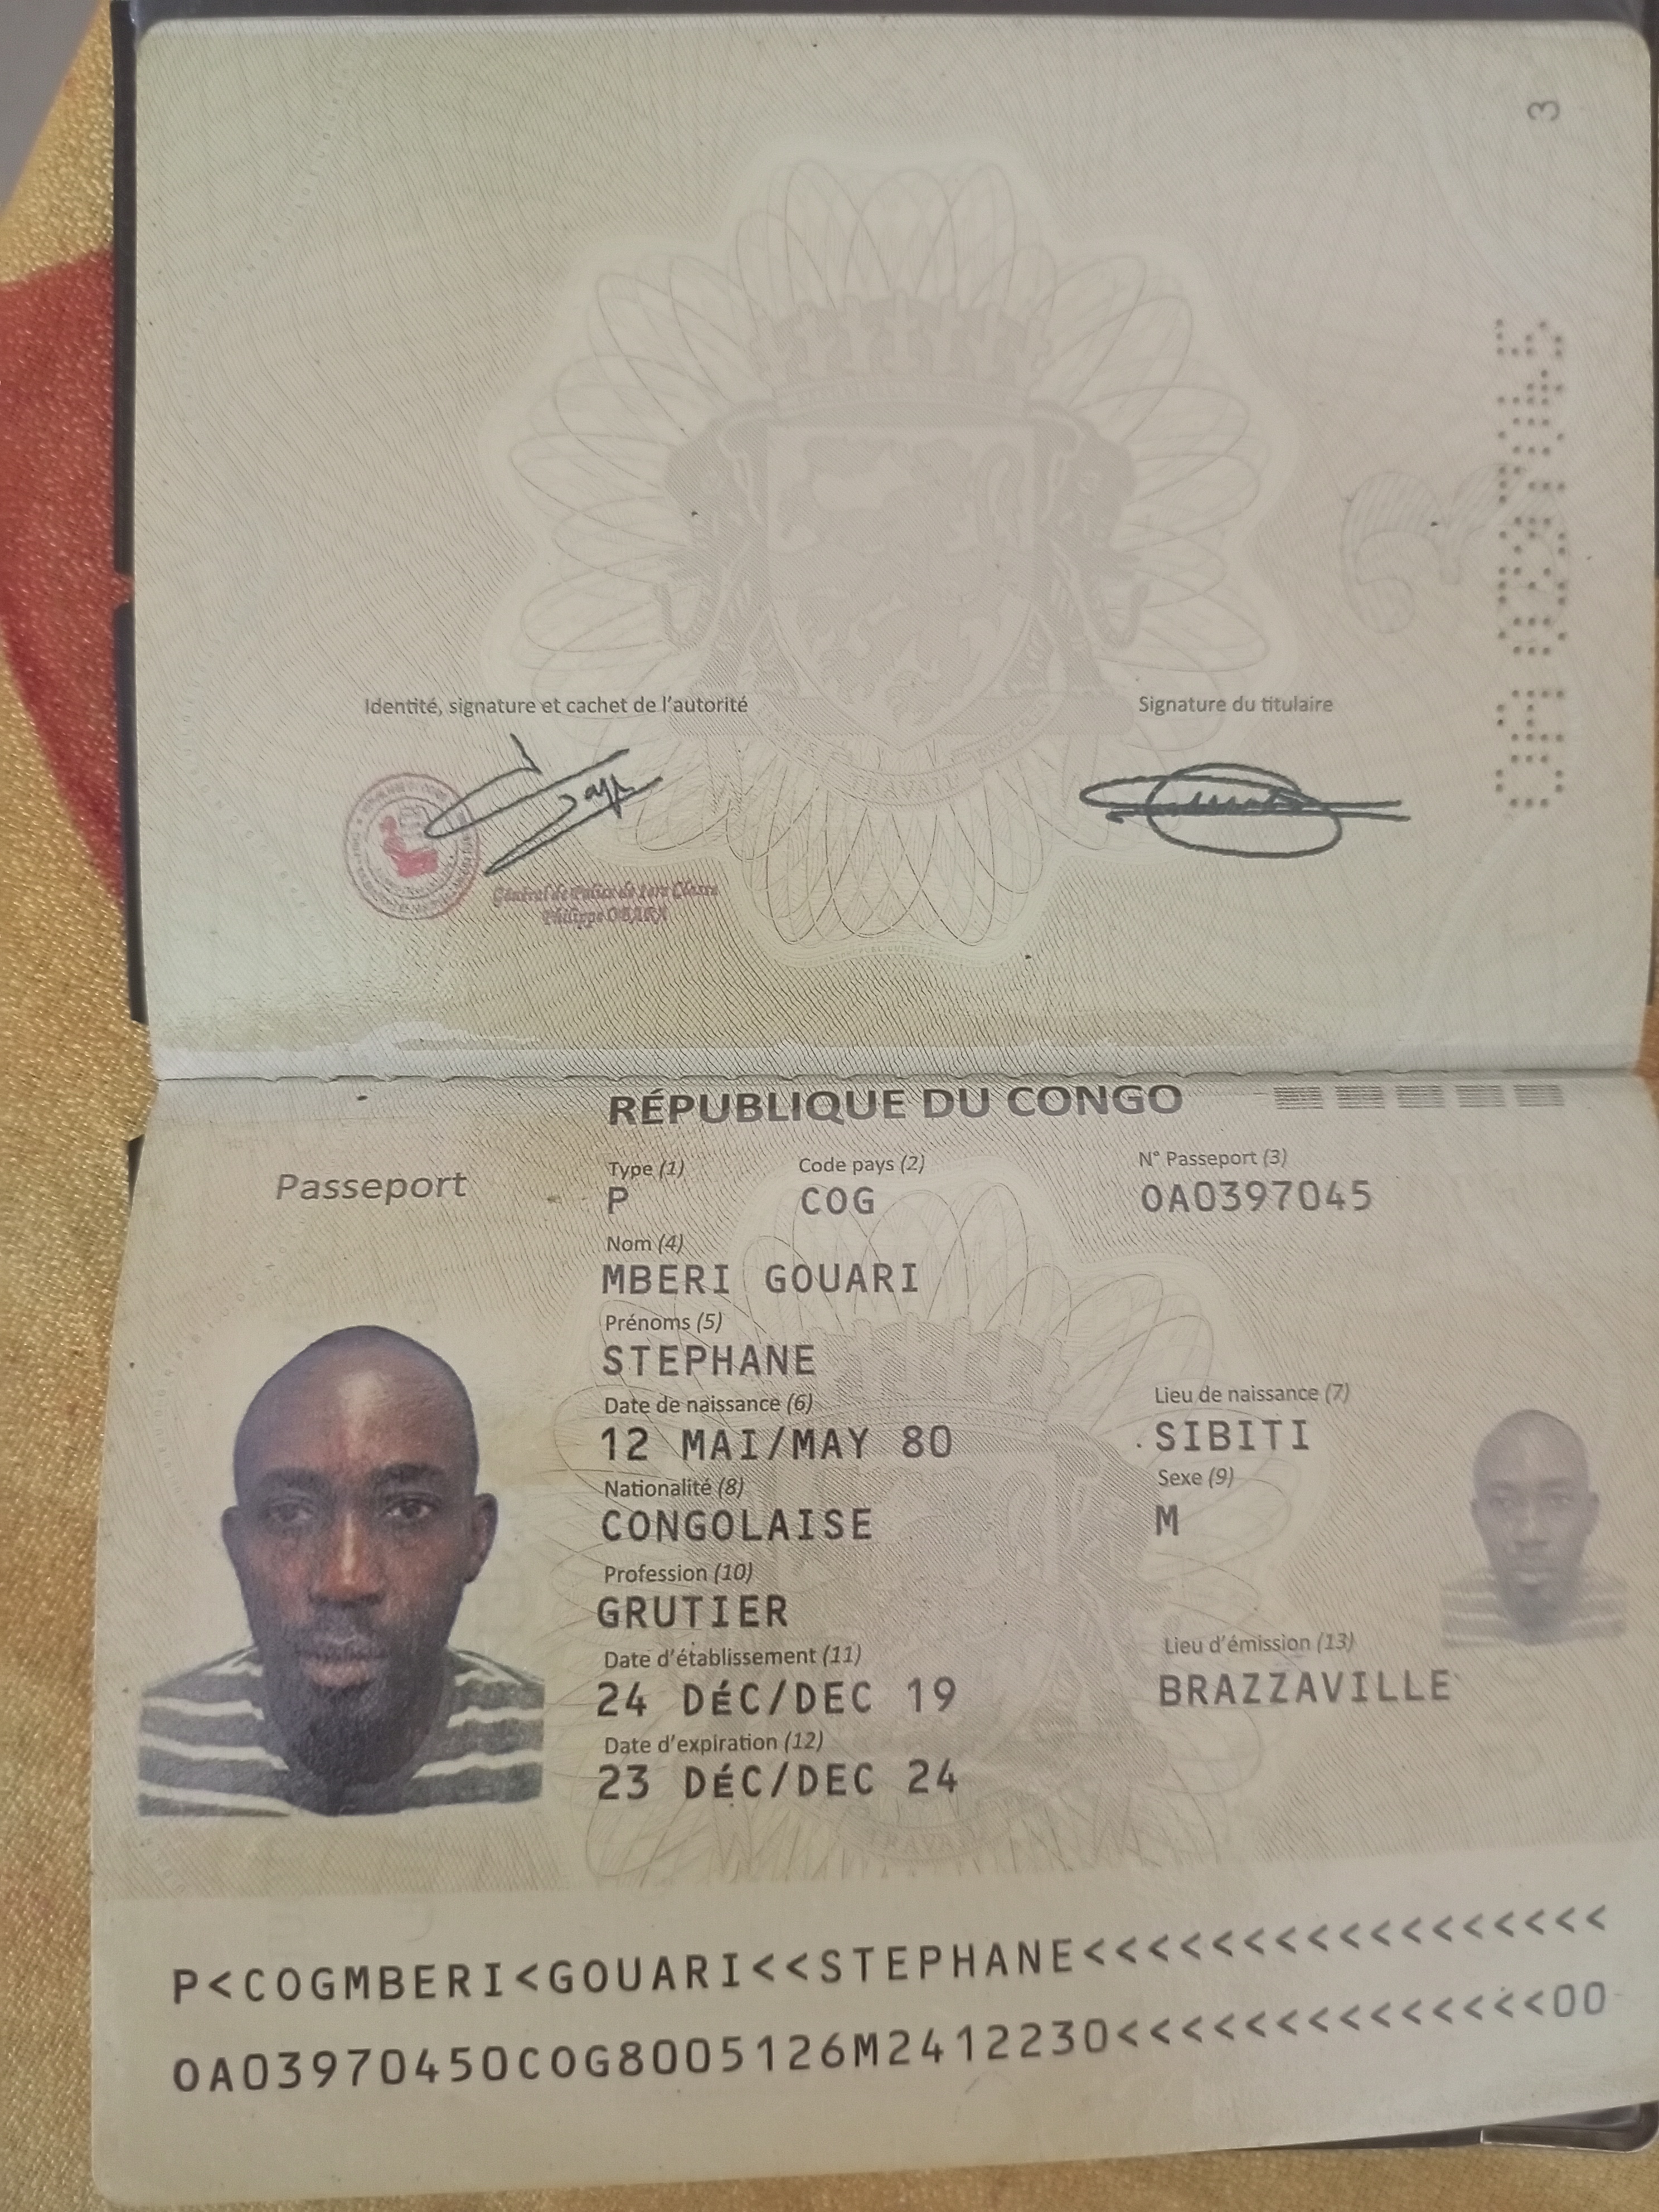 3
Identité, signature et cachet de l'autorité
Signature du titulaire
Général de Police de 1ère Classe
Philippe OBARA
0A0397045
RÉPUBLIQUE DU CONGO
Passeport
Type (1)
Code pays (2)
N° Passeport (3)
P
COG
0A0397045
Nom (4)
MBERI GOUARI
Prénoms (5)
STEPHANE
Date de naissance (6)
Lieu de naissance (7)
12 MAI/MAY 80
SIBITI
Nationalité (8)
Sexe (9)
CONGOLAISE
M
Profession (10)
GRUTIER
Date d'établissement (11)
Lieu d'émission (13)
24 DÉC/DEC 19
BRAZZAVILLE
Date d'expiration (12)
23 DÉC/DEC 24
TRAVAIL
P<COGMBERI<GOUARI<<STEPHANE<<<<<<<<<<<<<<<<<
0A03970450COG8005126M2412230<<<<<<<<<<<<<<00